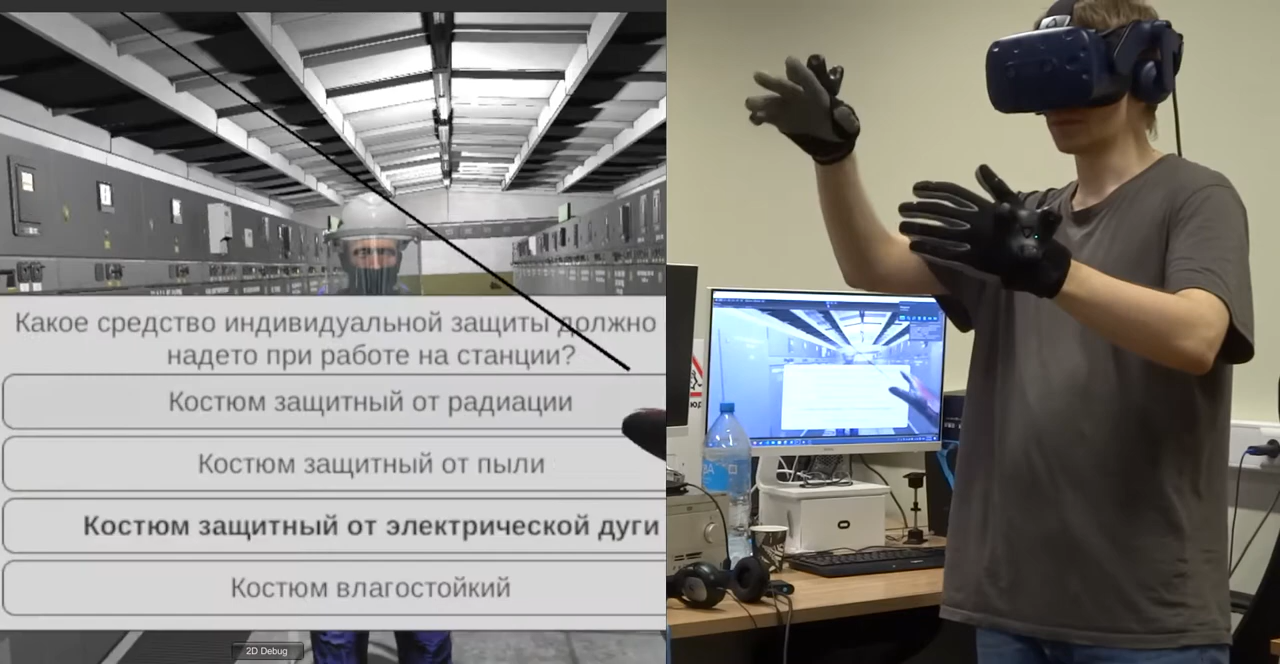 Какое средство индивидуальной защиты должно
надето при работе на станции?
Костюм защитный от радиации
Костюм защитный от пыли
Костюм защитный от электрической дуги
Костюм влагостойкий
2D Debug